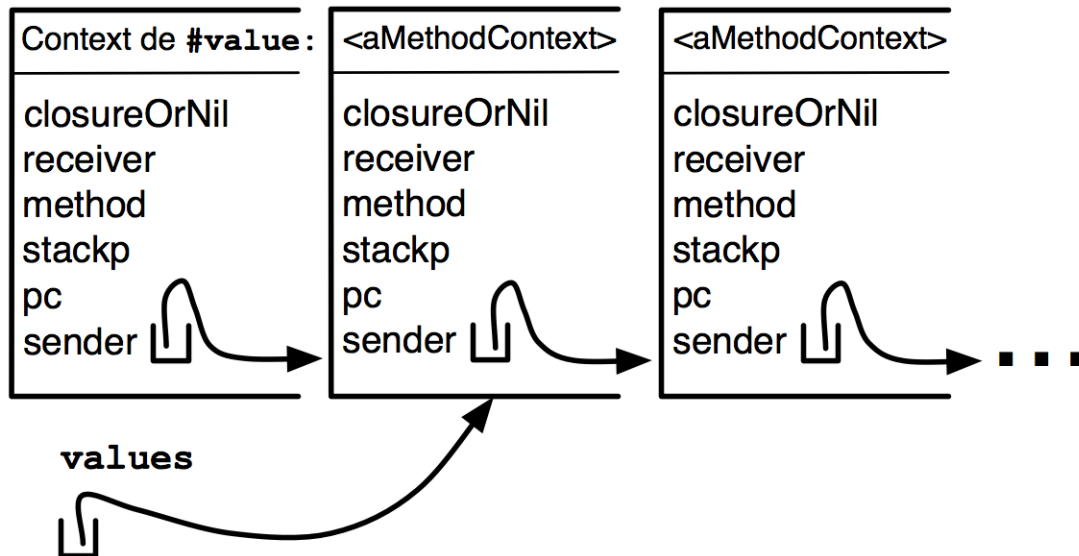 Context de #value:
closureOrNil
receiver
method
stackp
pc
sender
<aMethodContext>
closureOrNil
receiver
method
stackp
pc
sender
<aMethodContext>
closureOrNil
receiver
method
stackp
pc
sender
...
values